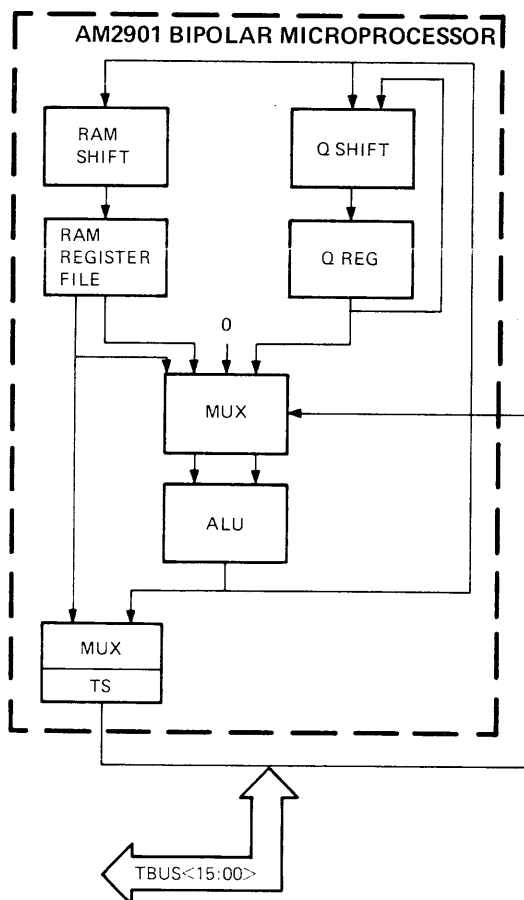 AM2901 BIPOLAR MICROPROCESSOR
RAM
SHIFT
Q SHIFT
RAM
REGISTER
FILE
Q REG
0
MUX
ALU
MUX
TS
TBUS<15:00>